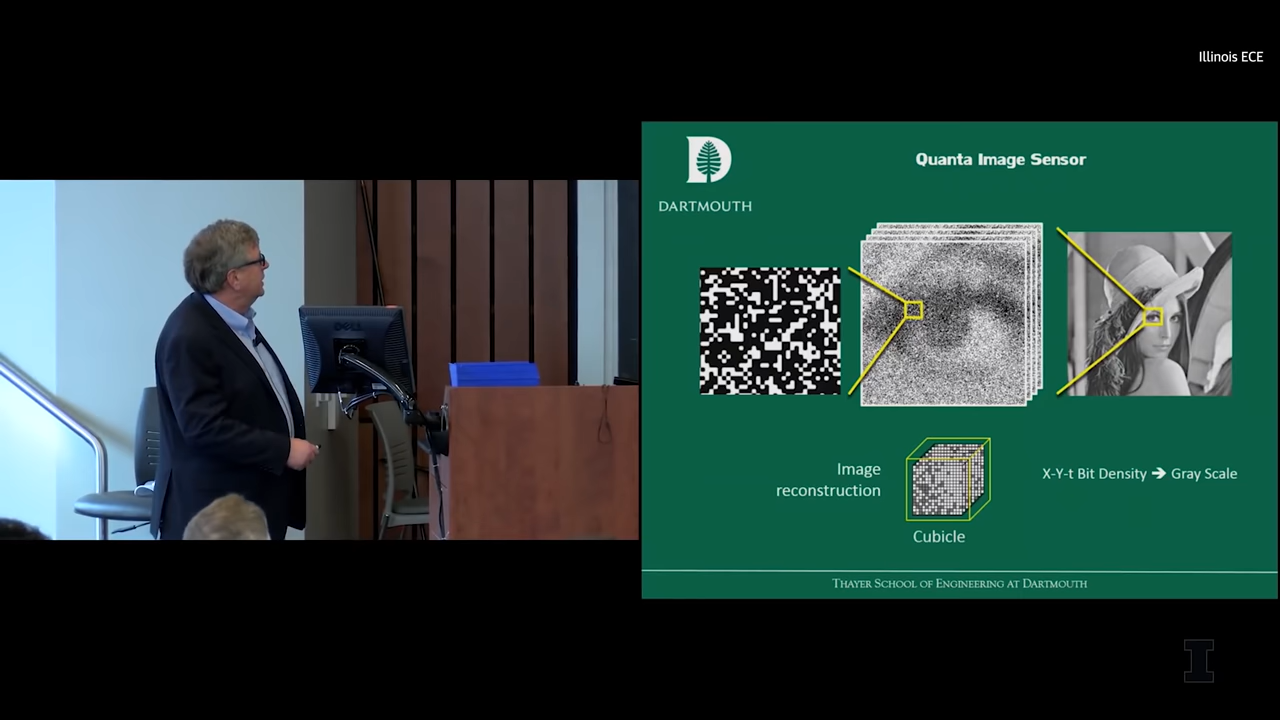 Illinois ECE
DELL
DARTMOUTH
Quanta Image Sensor
Image
reconstruction
Cubicle
X-Y-t Bit Density → Gray Scale
THAYER SCHOOL OF ENGINEERING AT DARTMOUTH